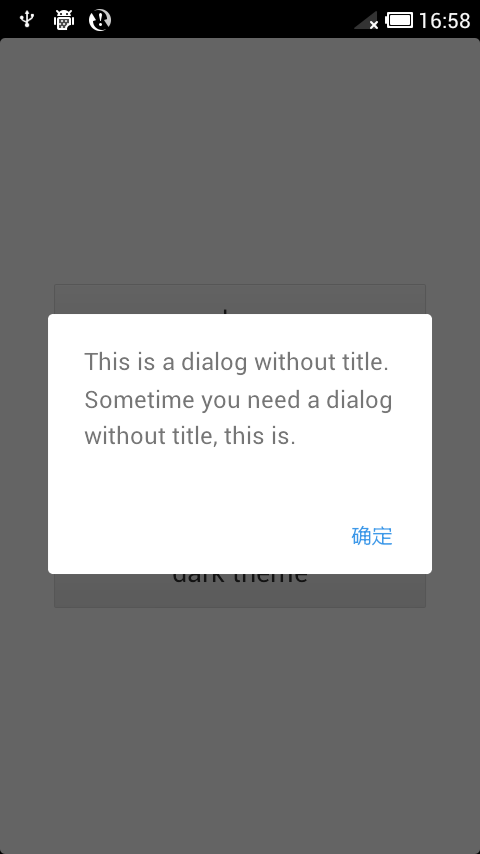 16:58
This is a dialog without title.
Sometime you need a dialog
without title, this is.
确定
dark theme